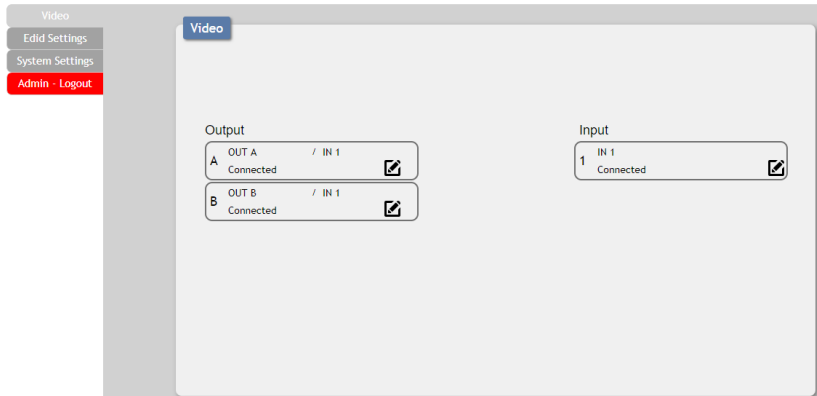 Video
Edid Settings
System Settings
Admin - Logout
Video
Output
A
OUT A / IN 1
Connected
B
OUT B / IN 1
Connected
Input
1
IN 1
Connected